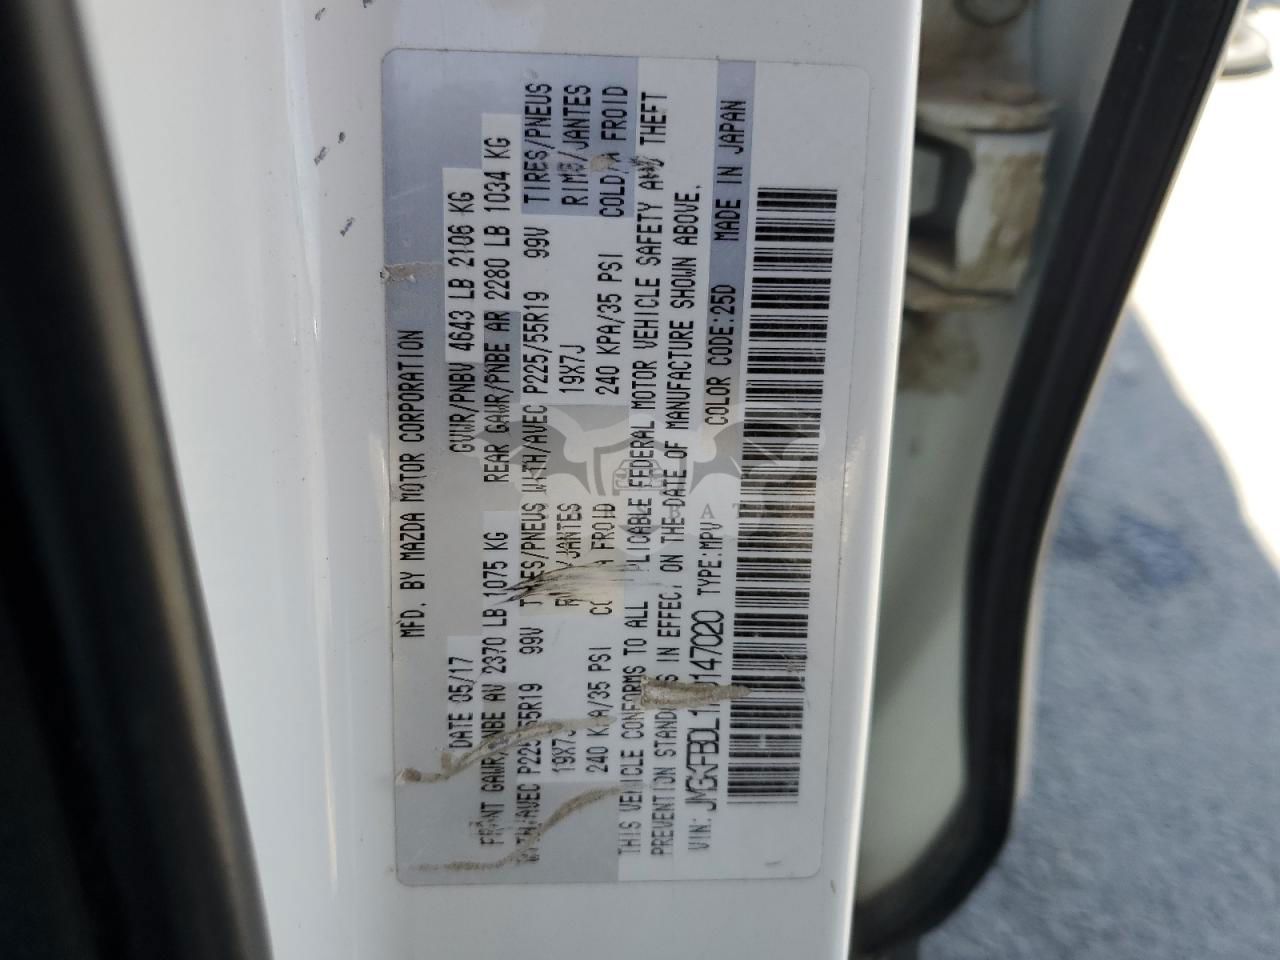 MFD. BY MAZDA MOTOR CORPORATION
DATE 05/17 GVWR/PNBV 4643 LB 2106 KG
FRONT GAWR/PNBE AV 2370 LB 1075 KG REAR GAWR/PNBE AR 2280 LB 1034 KG
WITH/AVEC P225/55R19 99V TIRES/PNEUS WITH/AVEC P225/55R19 99V TIRES/PNEUS
19X7J RIMS/JANTES 19X7J RIMS/JANTES
240 KPA/35 PSI COLD/A FROID 240 KPA/35 PSI COLD/A FROID
THIS VEHICLE CONFORMS TO ALL APPLICABLE FEDERAL MOTOR VEHICLE SAFETY AND THEFT
PREVENTION STANDARDS IN EFFECT ON THE DATE OF MANUFACTURE SHOWN ABOVE.
VIN: TYPE:MPV COLOR CODE:25D MADE IN JAPAN